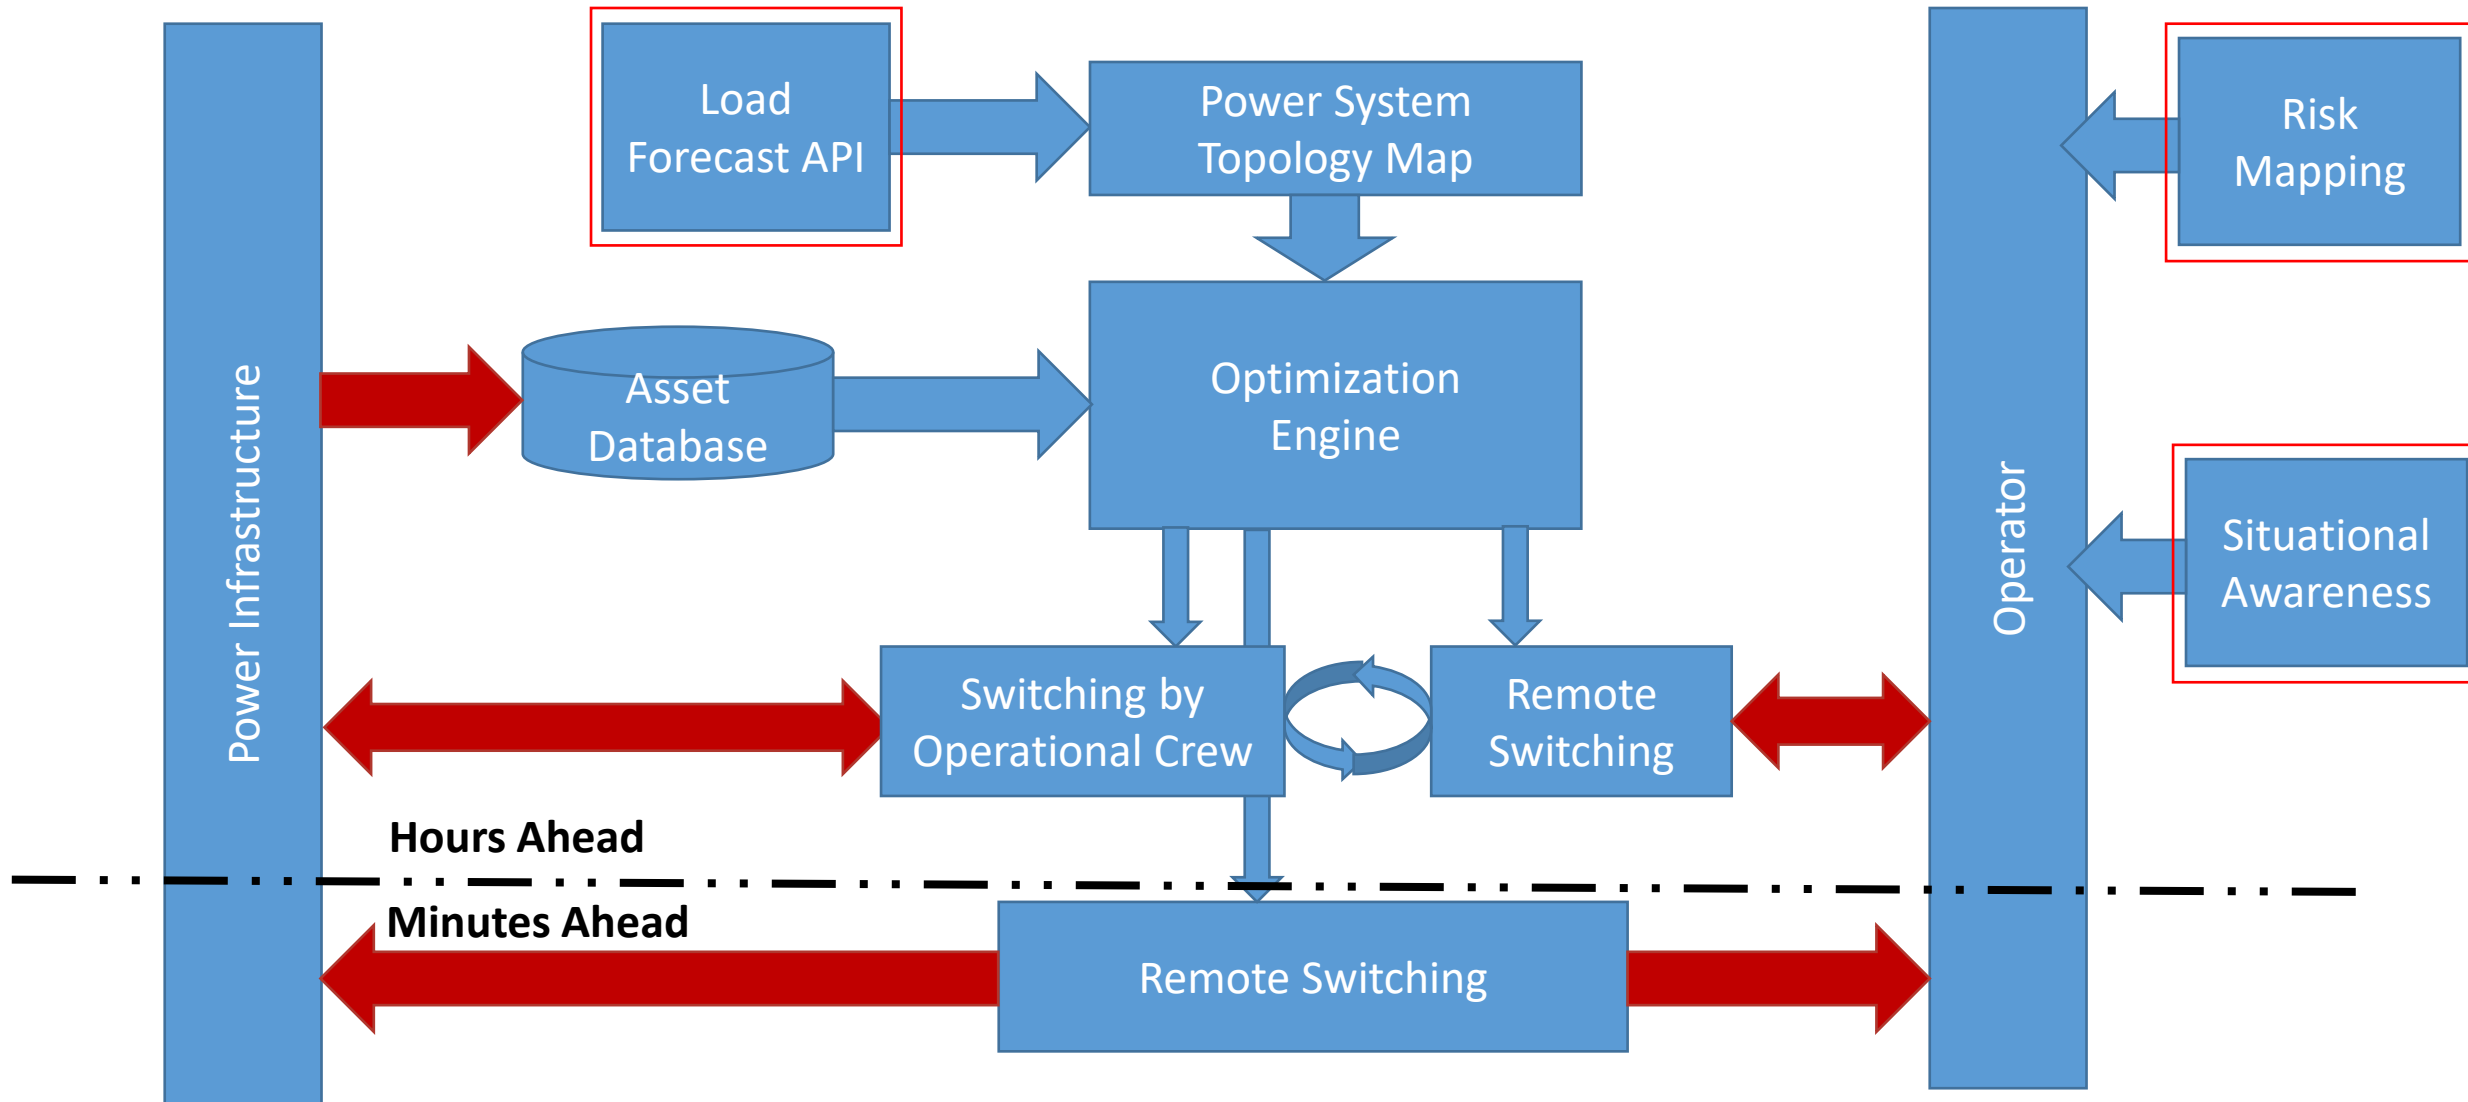 Load
Forecast API
Power System
Topology Map
Risk
Mapping
Power Infrastructure
Asset
Database
Optimization
Engine
Operator
Situational
Awareness
Switching by
Operational Crew
Remote
Switching
Hours Ahead
Minutes Ahead
Remote Switching